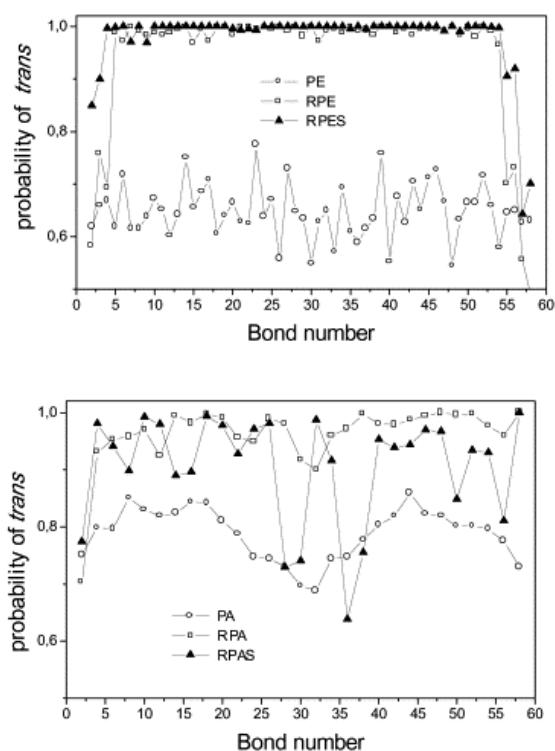 1,0
0,8
0,6
probability of trans
PE
RPE
RPES
0 5 10 15 20 25 30 35 40 45 50 55 60
Bond number
1,0
0,8
0,6
probability of trans
PA
RPA
RPAS
0 5 10 15 20 25 30 35 40 45 50 55 60
Bond number